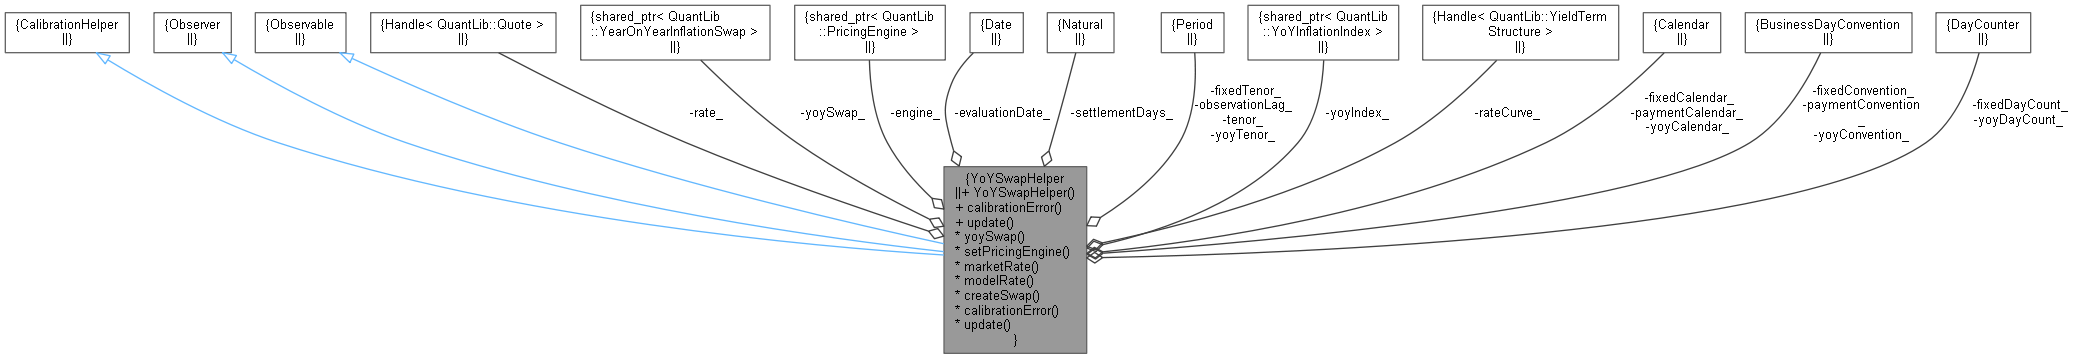 {CalibrationHelper
||}
{Observer
||}
{Observable
||}
{Handle< QuantLib::Quote >
||}
{shared_ptr< QuantLib
::YearOnYearInflationSwap >
||}
{shared_ptr< QuantLib
::PricingEngine >
||}
{Date
||}
{Natural
||}
{Period
||}
{shared_ptr< QuantLib
::YoYInflationIndex >
||}
{Handle< QuantLib::YieldTerm
Structure >
||}
{Calendar
||}
{BusinessDayConvention
||}
{DayCounter
||}
-rate_
-yoySwap_
-engine_
-evaluationDate_
-settlementDays_
-fixedTenor_
-observationLag_
-tenor_
-yoyTenor_
-yoyIndex_
-rateCurve_
-fixedCalendar_
-paymentCalendar_
-yoyCalendar_
-fixedConvention_
-paymentConvention
_
-yoyConvention_
-fixedDayCount_
-yoyDayCount_
{YoYSwapHelper
||+ YoYSwapHelper()
+ calibrationError()
+ update()
* yoySwap()
* setPricingEngine()
* marketRate()
* modelRate()
* createSwap()
* calibrationError()
* update()
}